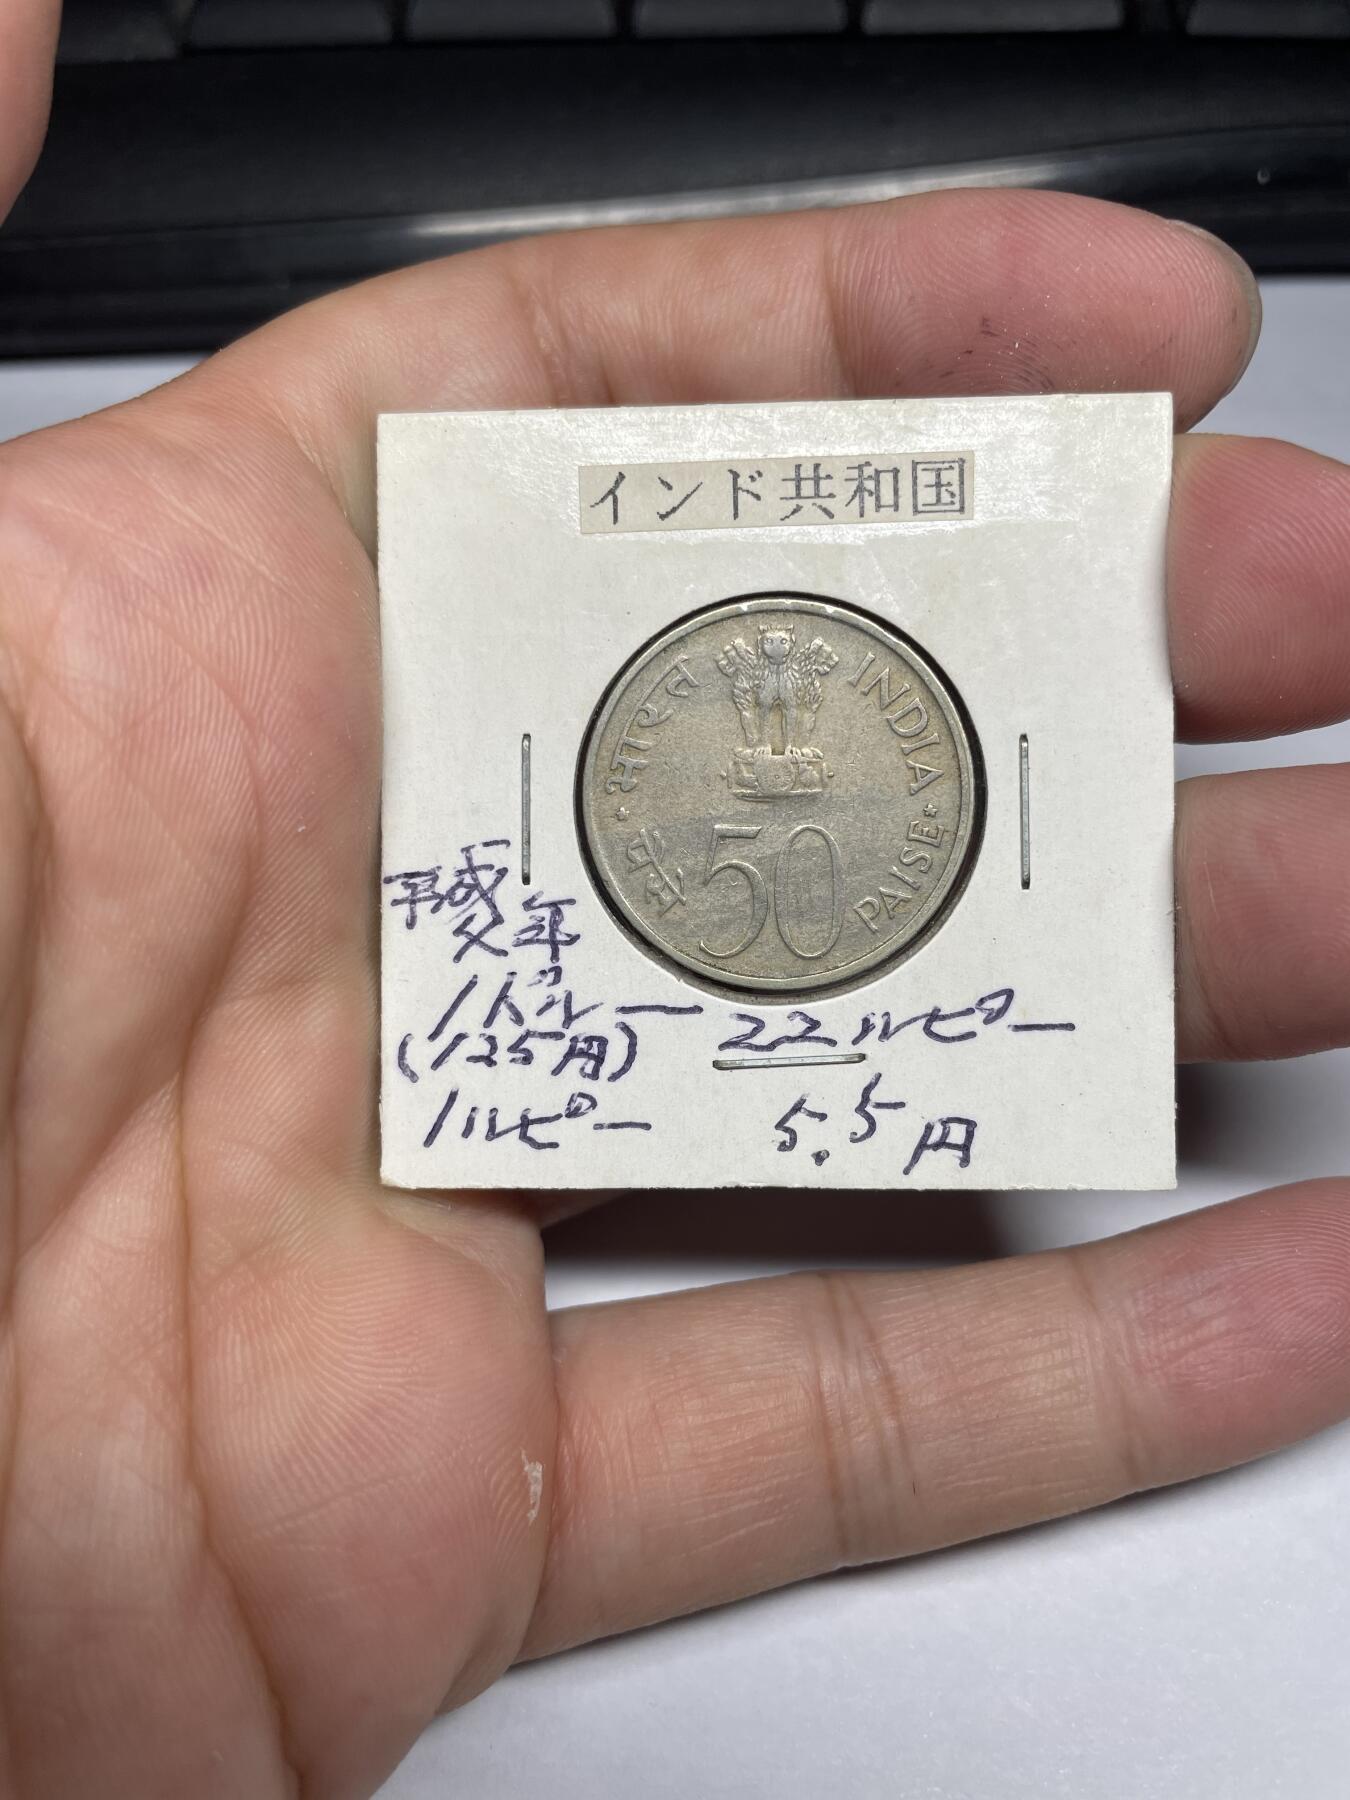 インド共和国
भारत
INDIA
पैसे
50
PAISE
平成
年
1ドル ー 22ルピー
(125円)
1ルピー 5.5円